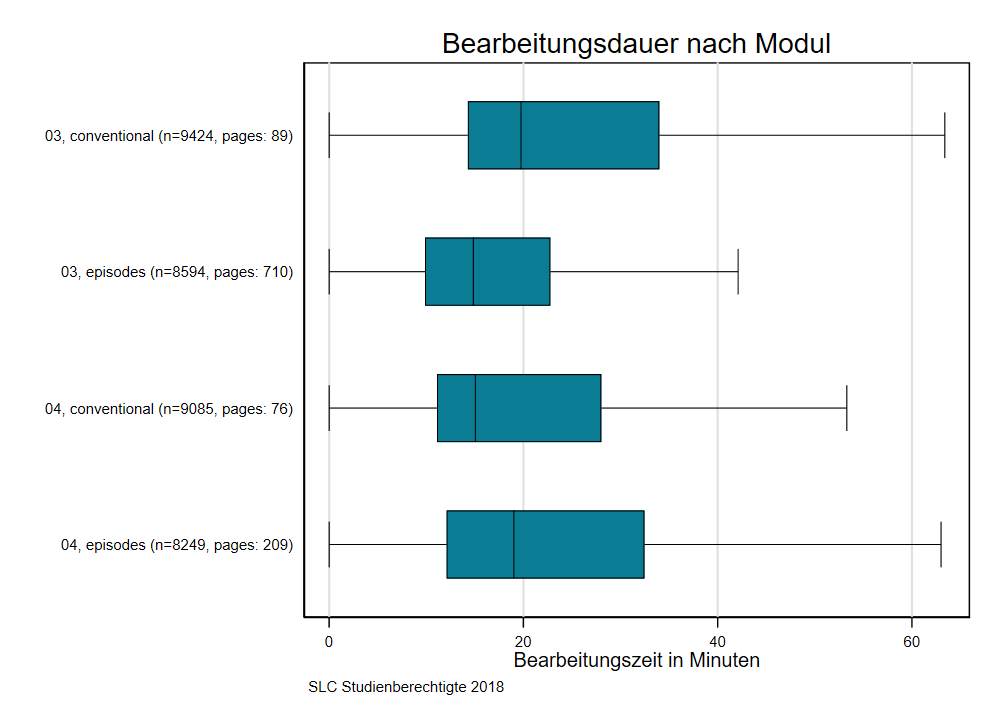 Bearbeitungsdauer nach Modul
03, conventional (n=9424, pages: 89)
03, episodes (n=8594, pages: 710)
04, conventional (n=9085, pages: 76)
04, episodes (n=8249, pages: 209)
0 20 40 60
Bearbeitungszeit in Minuten
SLC Studienberechtigte 2018